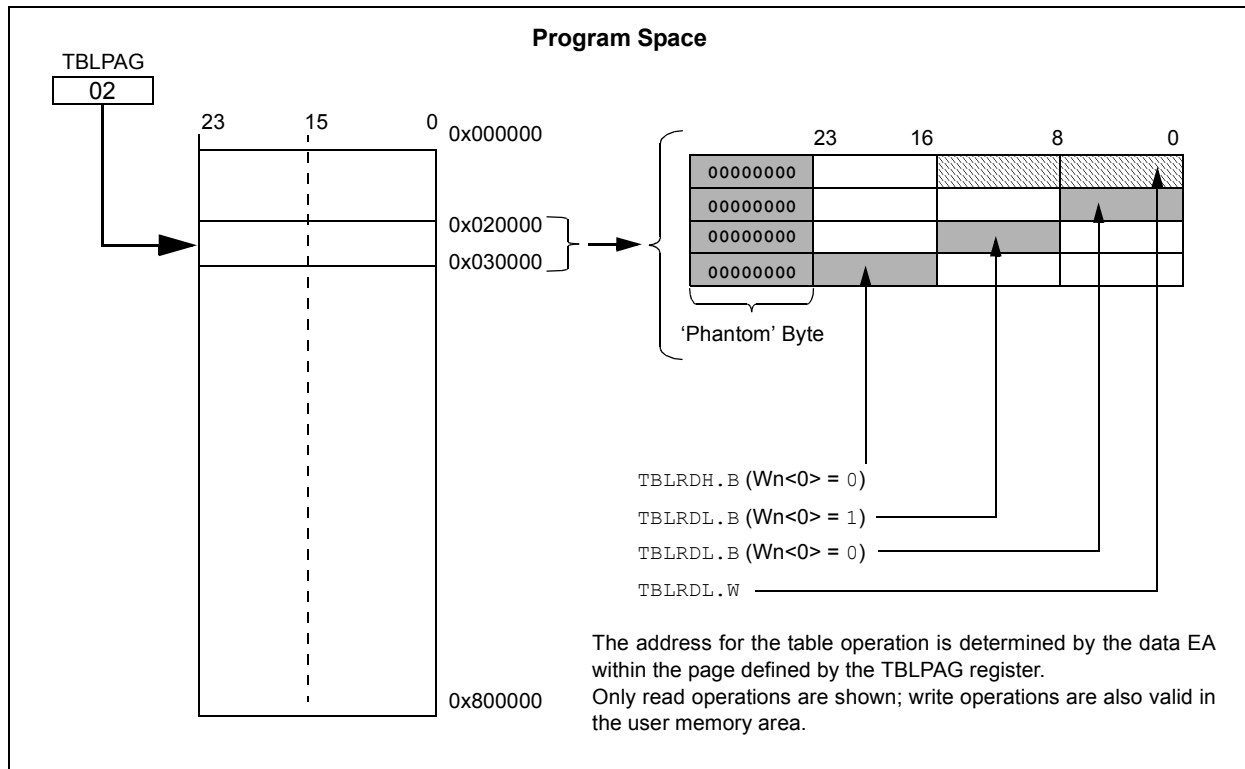 Program Space
TBLPAG
02
23 15 0
0x000000
0x020000
0x030000
0x800000
23 16 8 0
00000000
00000000
00000000
00000000
‘Phantom’ Byte
TBLRDH.B (Wn<0> = 0)
TBLRDL.B (Wn<0> = 1)
TBLRDL.B (Wn<0> = 0)
TBLRDL.W
The address for the table operation is determined by the data EA
within the page defined by the TBLPAG register.
Only read operations are shown; write operations are also valid in
the user memory area.